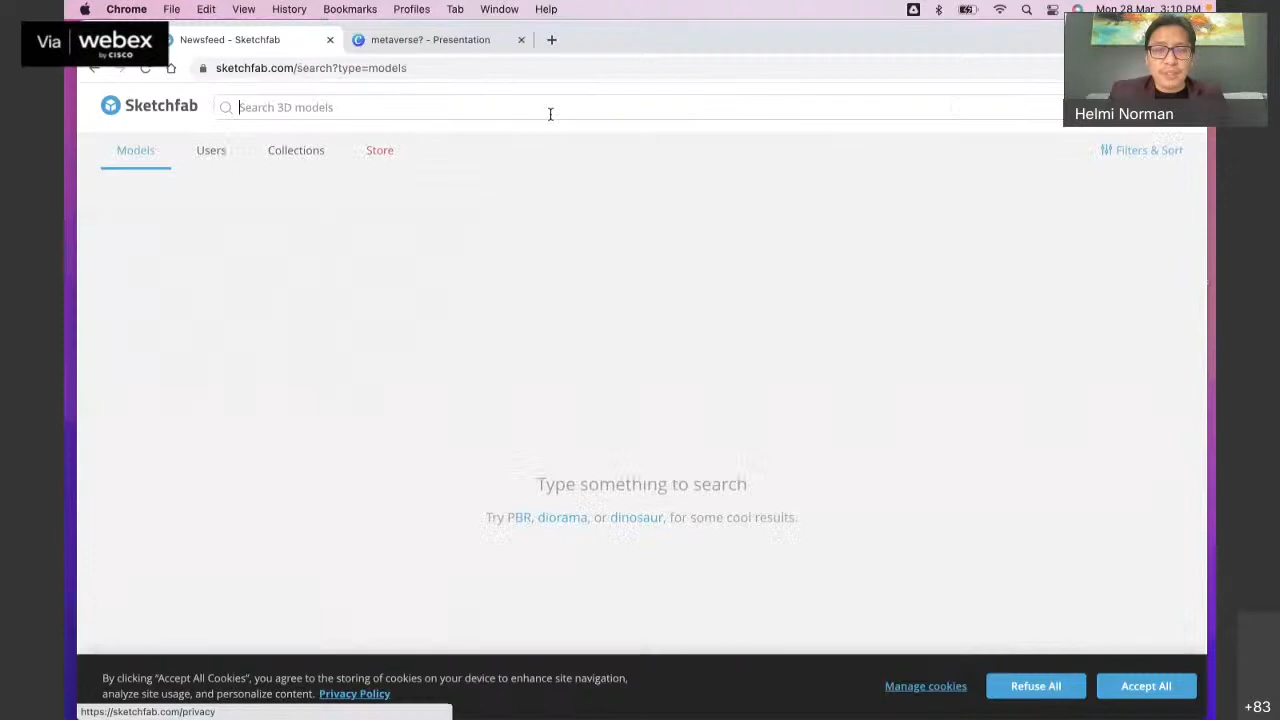 Chrome File Edit View History Bookmarks Profiles Tab Window Help Mon 28 Mar 3:10 PM
Via webex by CISCO
Newsfeed - Sketchfab
metaverse? - Presentation
sketchfab.com/search?type=models
Sketchfab
Search 3D models
Helmi Norman
Models Users Collections Store Filters & Sort
Type something to search
Try PBR, diorama, or dinosaur, for some cool results.
By clicking “Accept All Cookies”, you agree to the storing of cookies on your device to enhance site navigation,
analyze site usage, and personalize content. Privacy Policy
Manage cookies Refuse All Accept All
https://sketchfab.com/privacy
+83